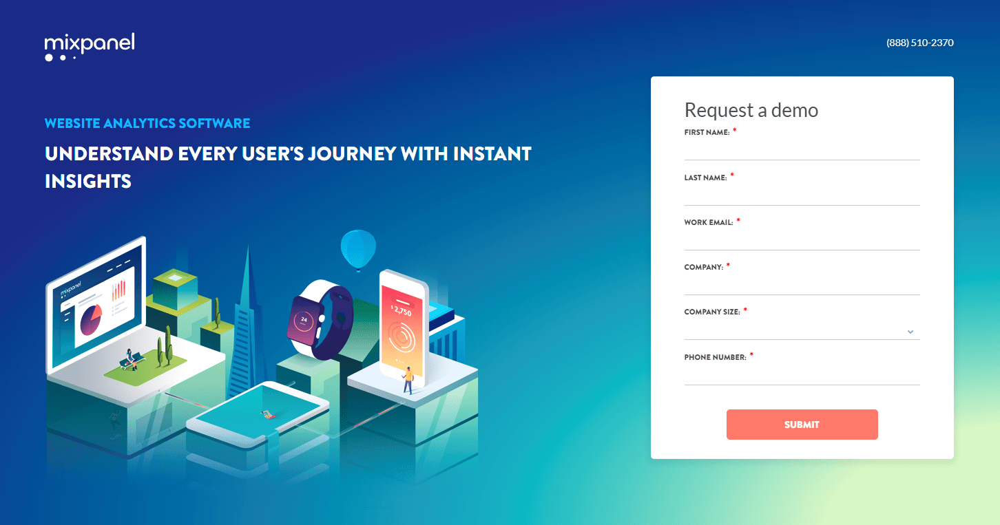 mixpanel
(888) 510-2370
WEBSITE ANALYTICS SOFTWARE
UNDERSTAND EVERY USER'S JOURNEY WITH INSTANT
INSIGHTS
mixpanel
24
$ 2,750
Request a demo
FIRST NAME: *
LAST NAME: *
WORK EMAIL: *
COMPANY: *
COMPANY SIZE: *
PHONE NUMBER: *
SUBMIT